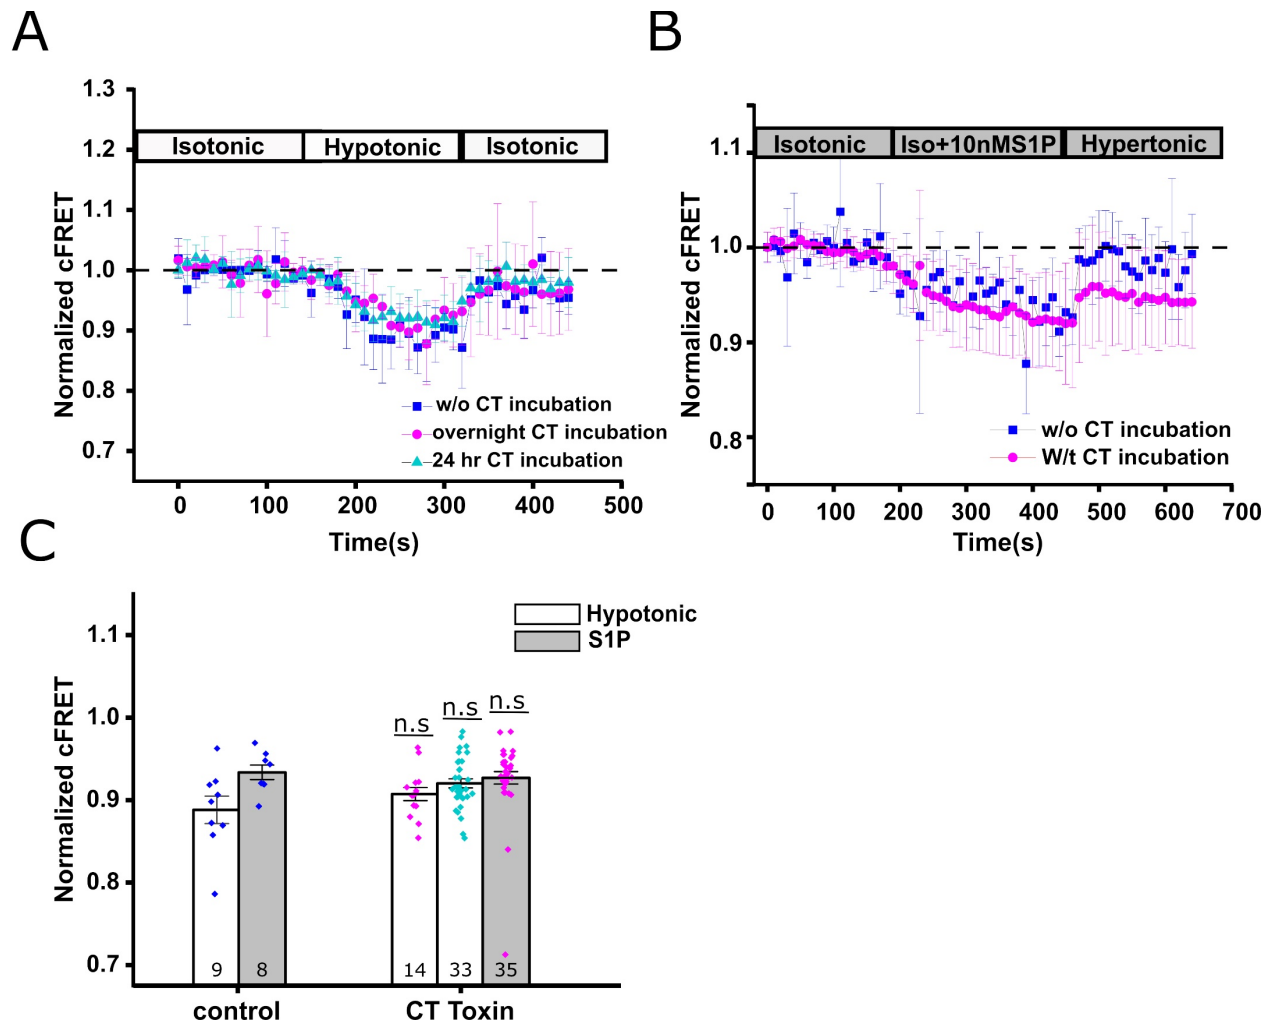 A
1.3
1.2
1.1
1.0
0.9
0.8
0.7
Normalized cFRET
Isotonic Hypotonic Isotonic
w/o CT incubation
overnight CT incubation
24 hr CT incubation
0 100 200 300 400 500
Time(s)
B
1.1
1.0
0.9
0.8
Normalized cFRET
Isotonic Iso+10nMS1P Hypertonic
w/o CT incubation
W/t CT incubation
0 100 200 300 400 500 600 700
Time(s)
C
1.1
1.0
0.9
0.8
0.7
Normalized cFRET
Hypotonic
S1P
n.s n.s n.s
9 8 14 33 35
control CT Toxin